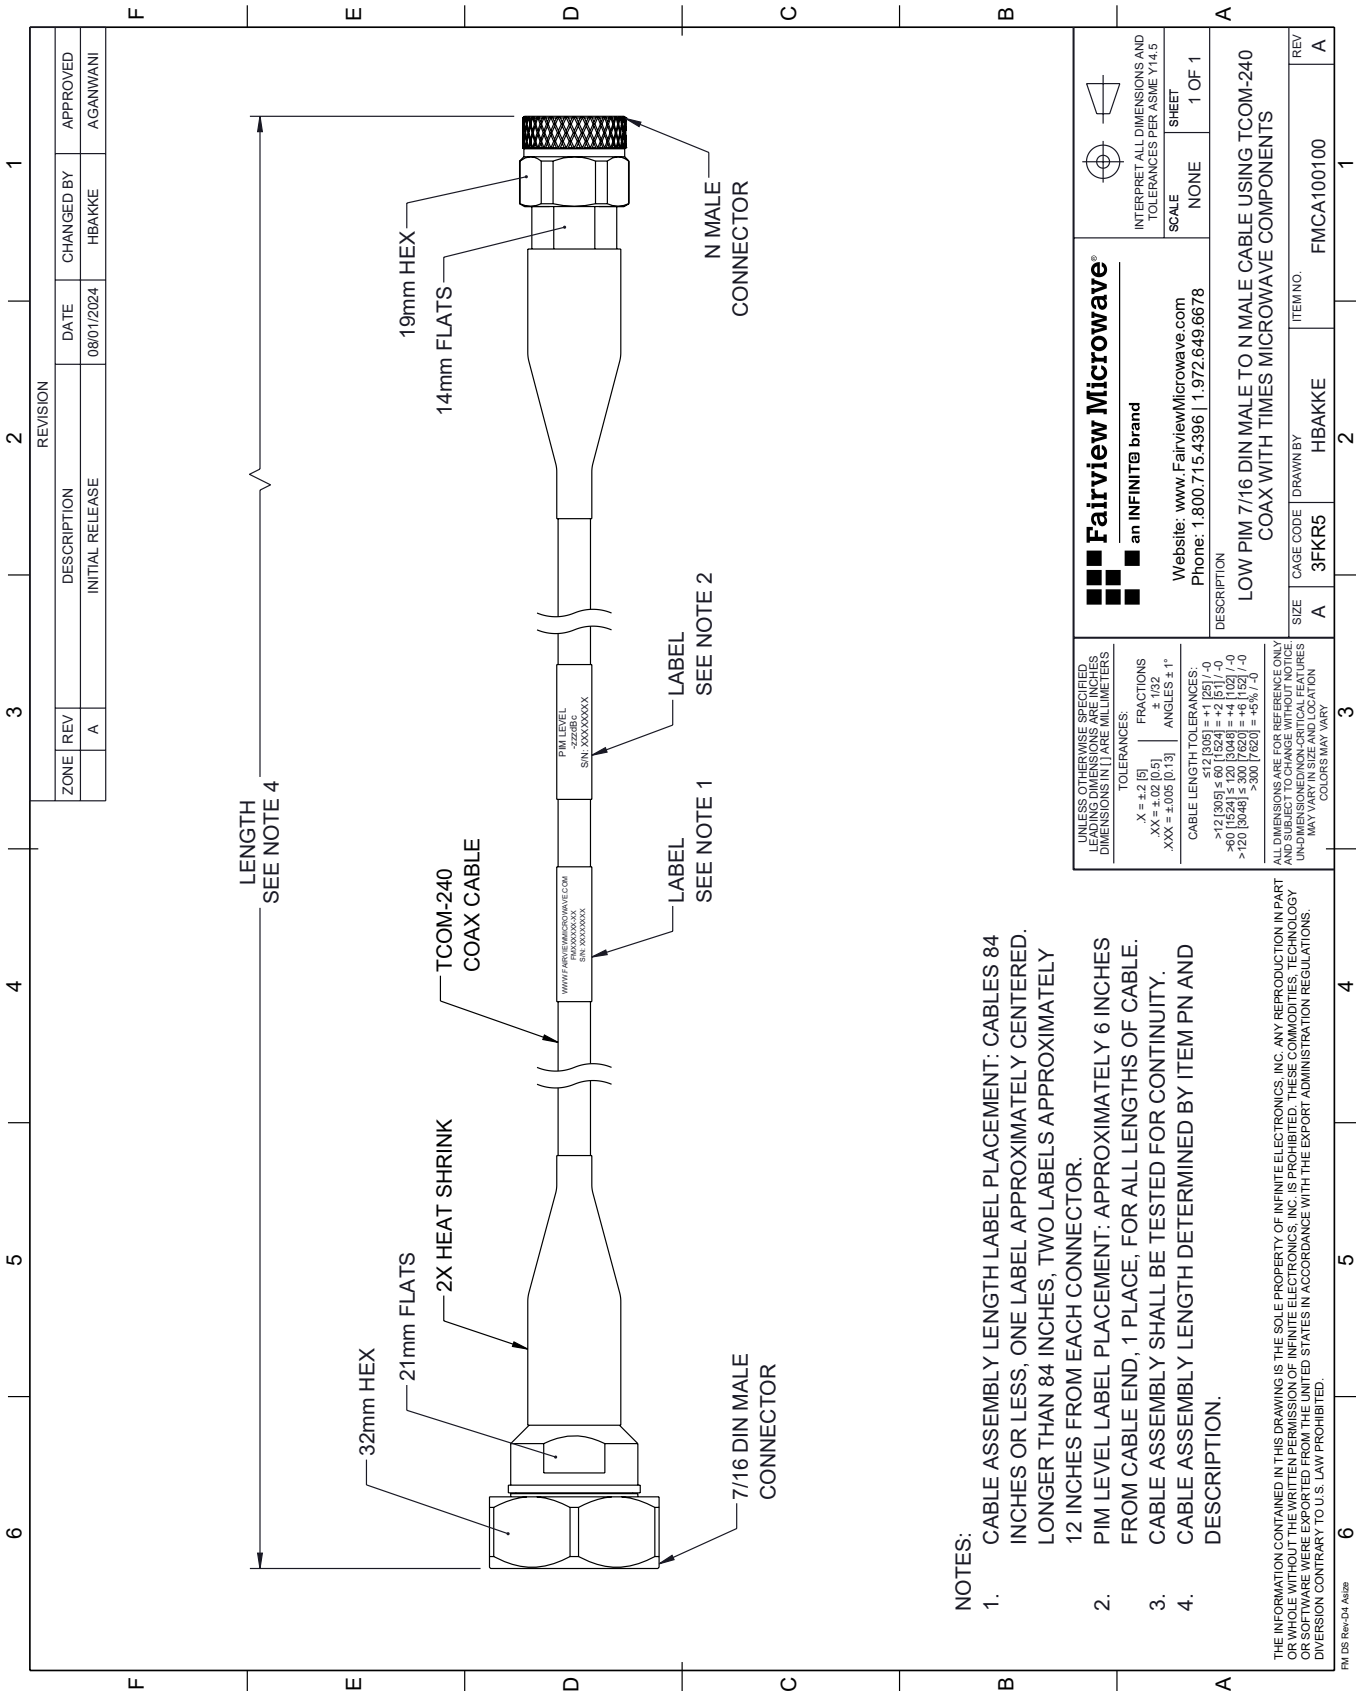 F
E
D
C
B
A
REVISION
ZONE REV DESCRIPTION DATE CHANGED BY APPROVED
A INITIAL RELEASE 08/01/2024 HBAKKE AGANWANI
6
5
4
3
2
1
LENGTH
SEE NOTE 4
32mm HEX
21mm FLATS
2X HEAT SHRINK
TCOM-240
COAX CABLE
19mm HEX
14mm FLATS
WWW.FAIRVIEWMICROWAVE.COM
FMXXXXX-XX
S/N: XXXXXXXX
PIM LEVEL
-ZZZdBc
S/N: XXXXXXXX
7/16 DIN MALE
CONNECTOR
LABEL
SEE NOTE 1
LABEL
SEE NOTE 2
N MALE
CONNECTOR
NOTES:
1. CABLE ASSEMBLY LENGTH LABEL PLACEMENT: CABLES 84
INCHES OR LESS, ONE LABEL APPROXIMATELY CENTERED.
LONGER THAN 84 INCHES, TWO LABELS APPROXIMATELY
12 INCHES FROM EACH CONNECTOR.
2. PIM LEVEL LABEL PLACEMENT: APPROXIMATELY 6 INCHES
FROM CABLE END, 1 PLACE, FOR ALL LENGTHS OF CABLE.
3. CABLE ASSEMBLY SHALL BE TESTED FOR CONTINUITY.
4. CABLE ASSEMBLY LENGTH DETERMINED BY ITEM PN AND
DESCRIPTION.
THE INFORMATION CONTAINED IN THIS DRAWING IS THE SOLE PROPERTY OF INFINITE ELECTRONICS, INC. ANY REPRODUCTION IN PART
OR WHOLE WITHOUT THE WRITTEN PERMISSION OF INFINITE ELECTRONICS, INC. IS PROHIBITED. THESE COMMODITIES, TECHNOLOGY
OR SOFTWARE WERE EXPORTED FROM THE UNITED STATES IN ACCORDANCE WITH THE EXPORT ADMINISTRATION REGULATIONS.
DIVERSION CONTRARY TO U.S. LAW PROHIBITED.
UNLESS OTHERWISE SPECIFIED
LEADING DIMENSIONS ARE INCHES
DIMENSIONS IN [ ] ARE MILLIMETERS
TOLERANCES:
.X = ±.2 [5] FRACTIONS
.XX = ±.02 [0.5] ± 1/32
.XXX = ±.005 [0.13] ANGLES ± 1°
CABLE LENGTH TOLERANCES:
≤12 [305] = +1 [25] / -0
>12 [305] ≤ 60 [1524] = +2 [51] / -0
>60 [1524] ≤ 120 [3048] = +4 [102] / -0
>120 [3048] ≤ 300 [7620] = +6 [152] / -0
>300 [7620] = +5% / -0
ALL DIMENSIONS ARE FOR REFERENCE ONLY
AND SUBJECT TO CHANGE WITHOUT NOTICE.
UN-DIMENSIONED/NON-CRITICAL FEATURES
MAY VARY IN SIZE AND LOCATION
COLORS MAY VARY
Fairview Microwave®
an INFINITE brand
Website: www.FairviewMicrowave.com
Phone: 1.800.715.4396 | 1.972.649.6678
INTERPRET ALL DIMENSIONS AND
TOLERANCES PER ASME Y14.5
SCALE
NONE
SHEET
1 OF 1
DESCRIPTION
LOW PIM 7/16 DIN MALE TO N MALE CABLE USING TCOM-240
COAX WITH TIMES MICROWAVE COMPONENTS
SIZE
A
CAGE CODE
3FKR5
DRAWN BY
HBAKKE
ITEM NO.
FMCA100100
REV
A
6
5
4
3
2
1
F
E
D
C
B
A
FM DS Rev-D4 Asize